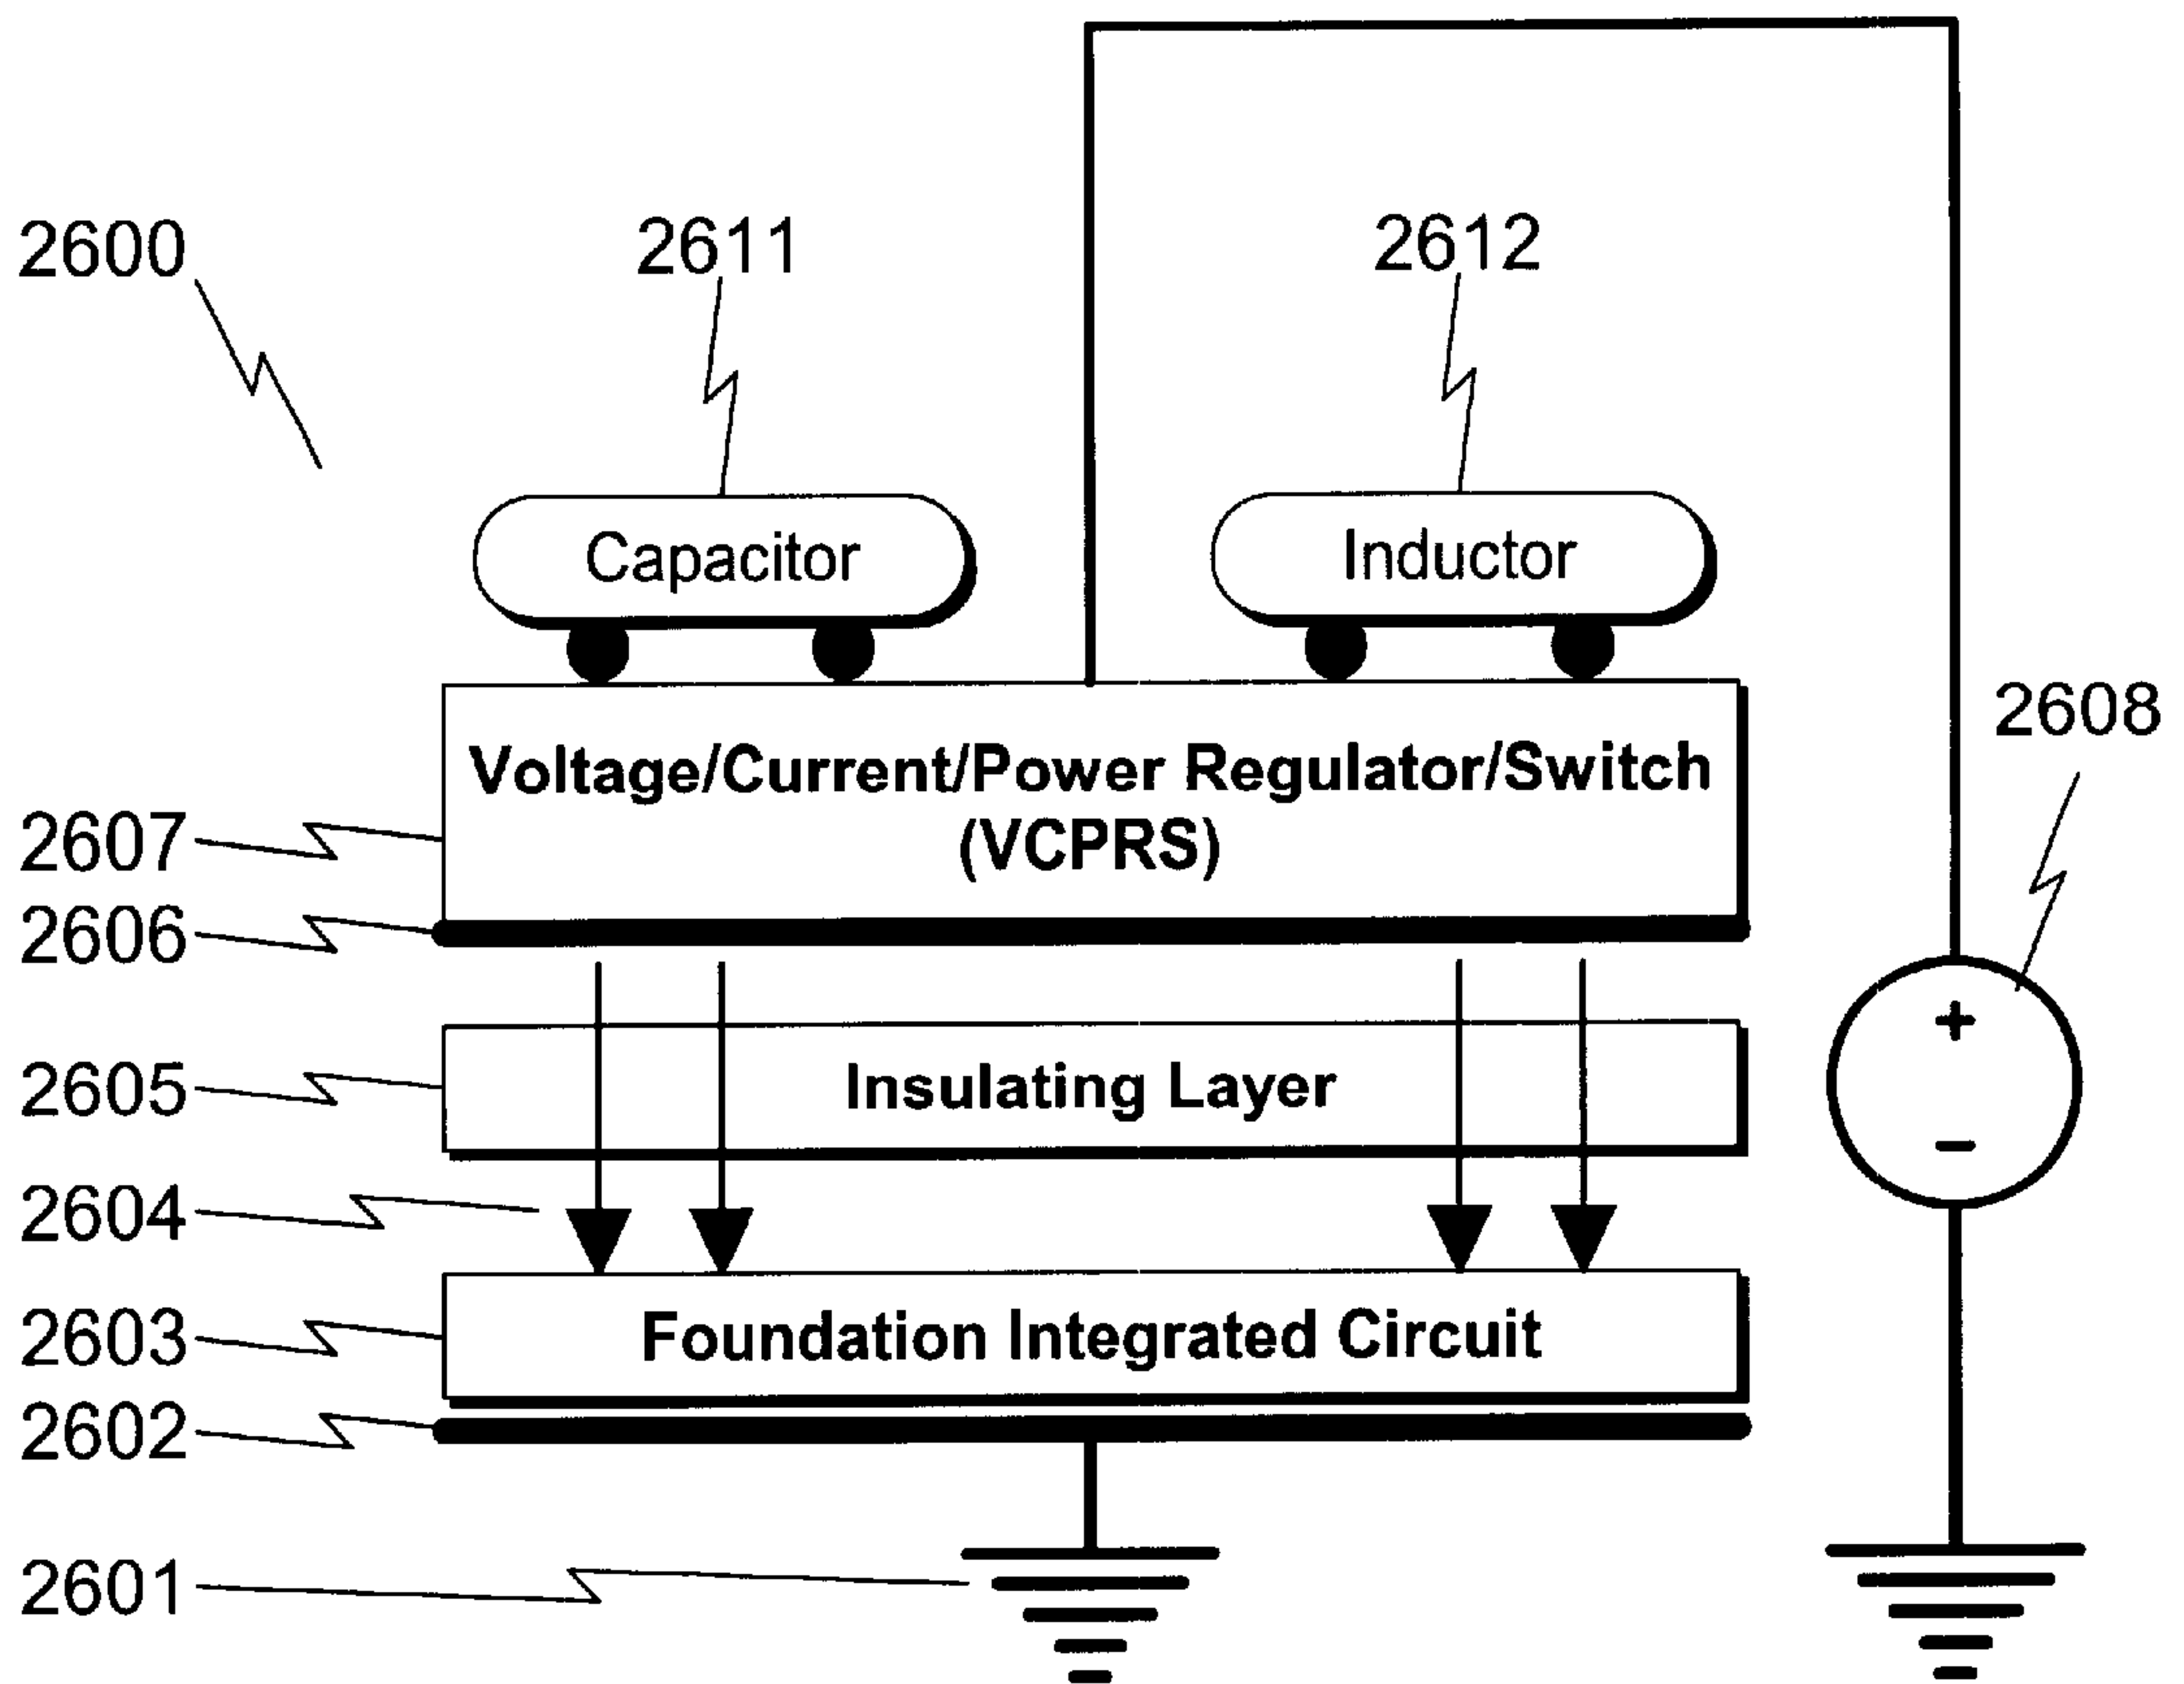 2600
2611
2612
Capacitor
Inductor
2608
Voltage/Current/Power Regulator/Switch
(VCPRS)
2607
2606
+
2605
Insulating Layer
−
2604
2603
Foundation Integrated Circuit
2602
2601